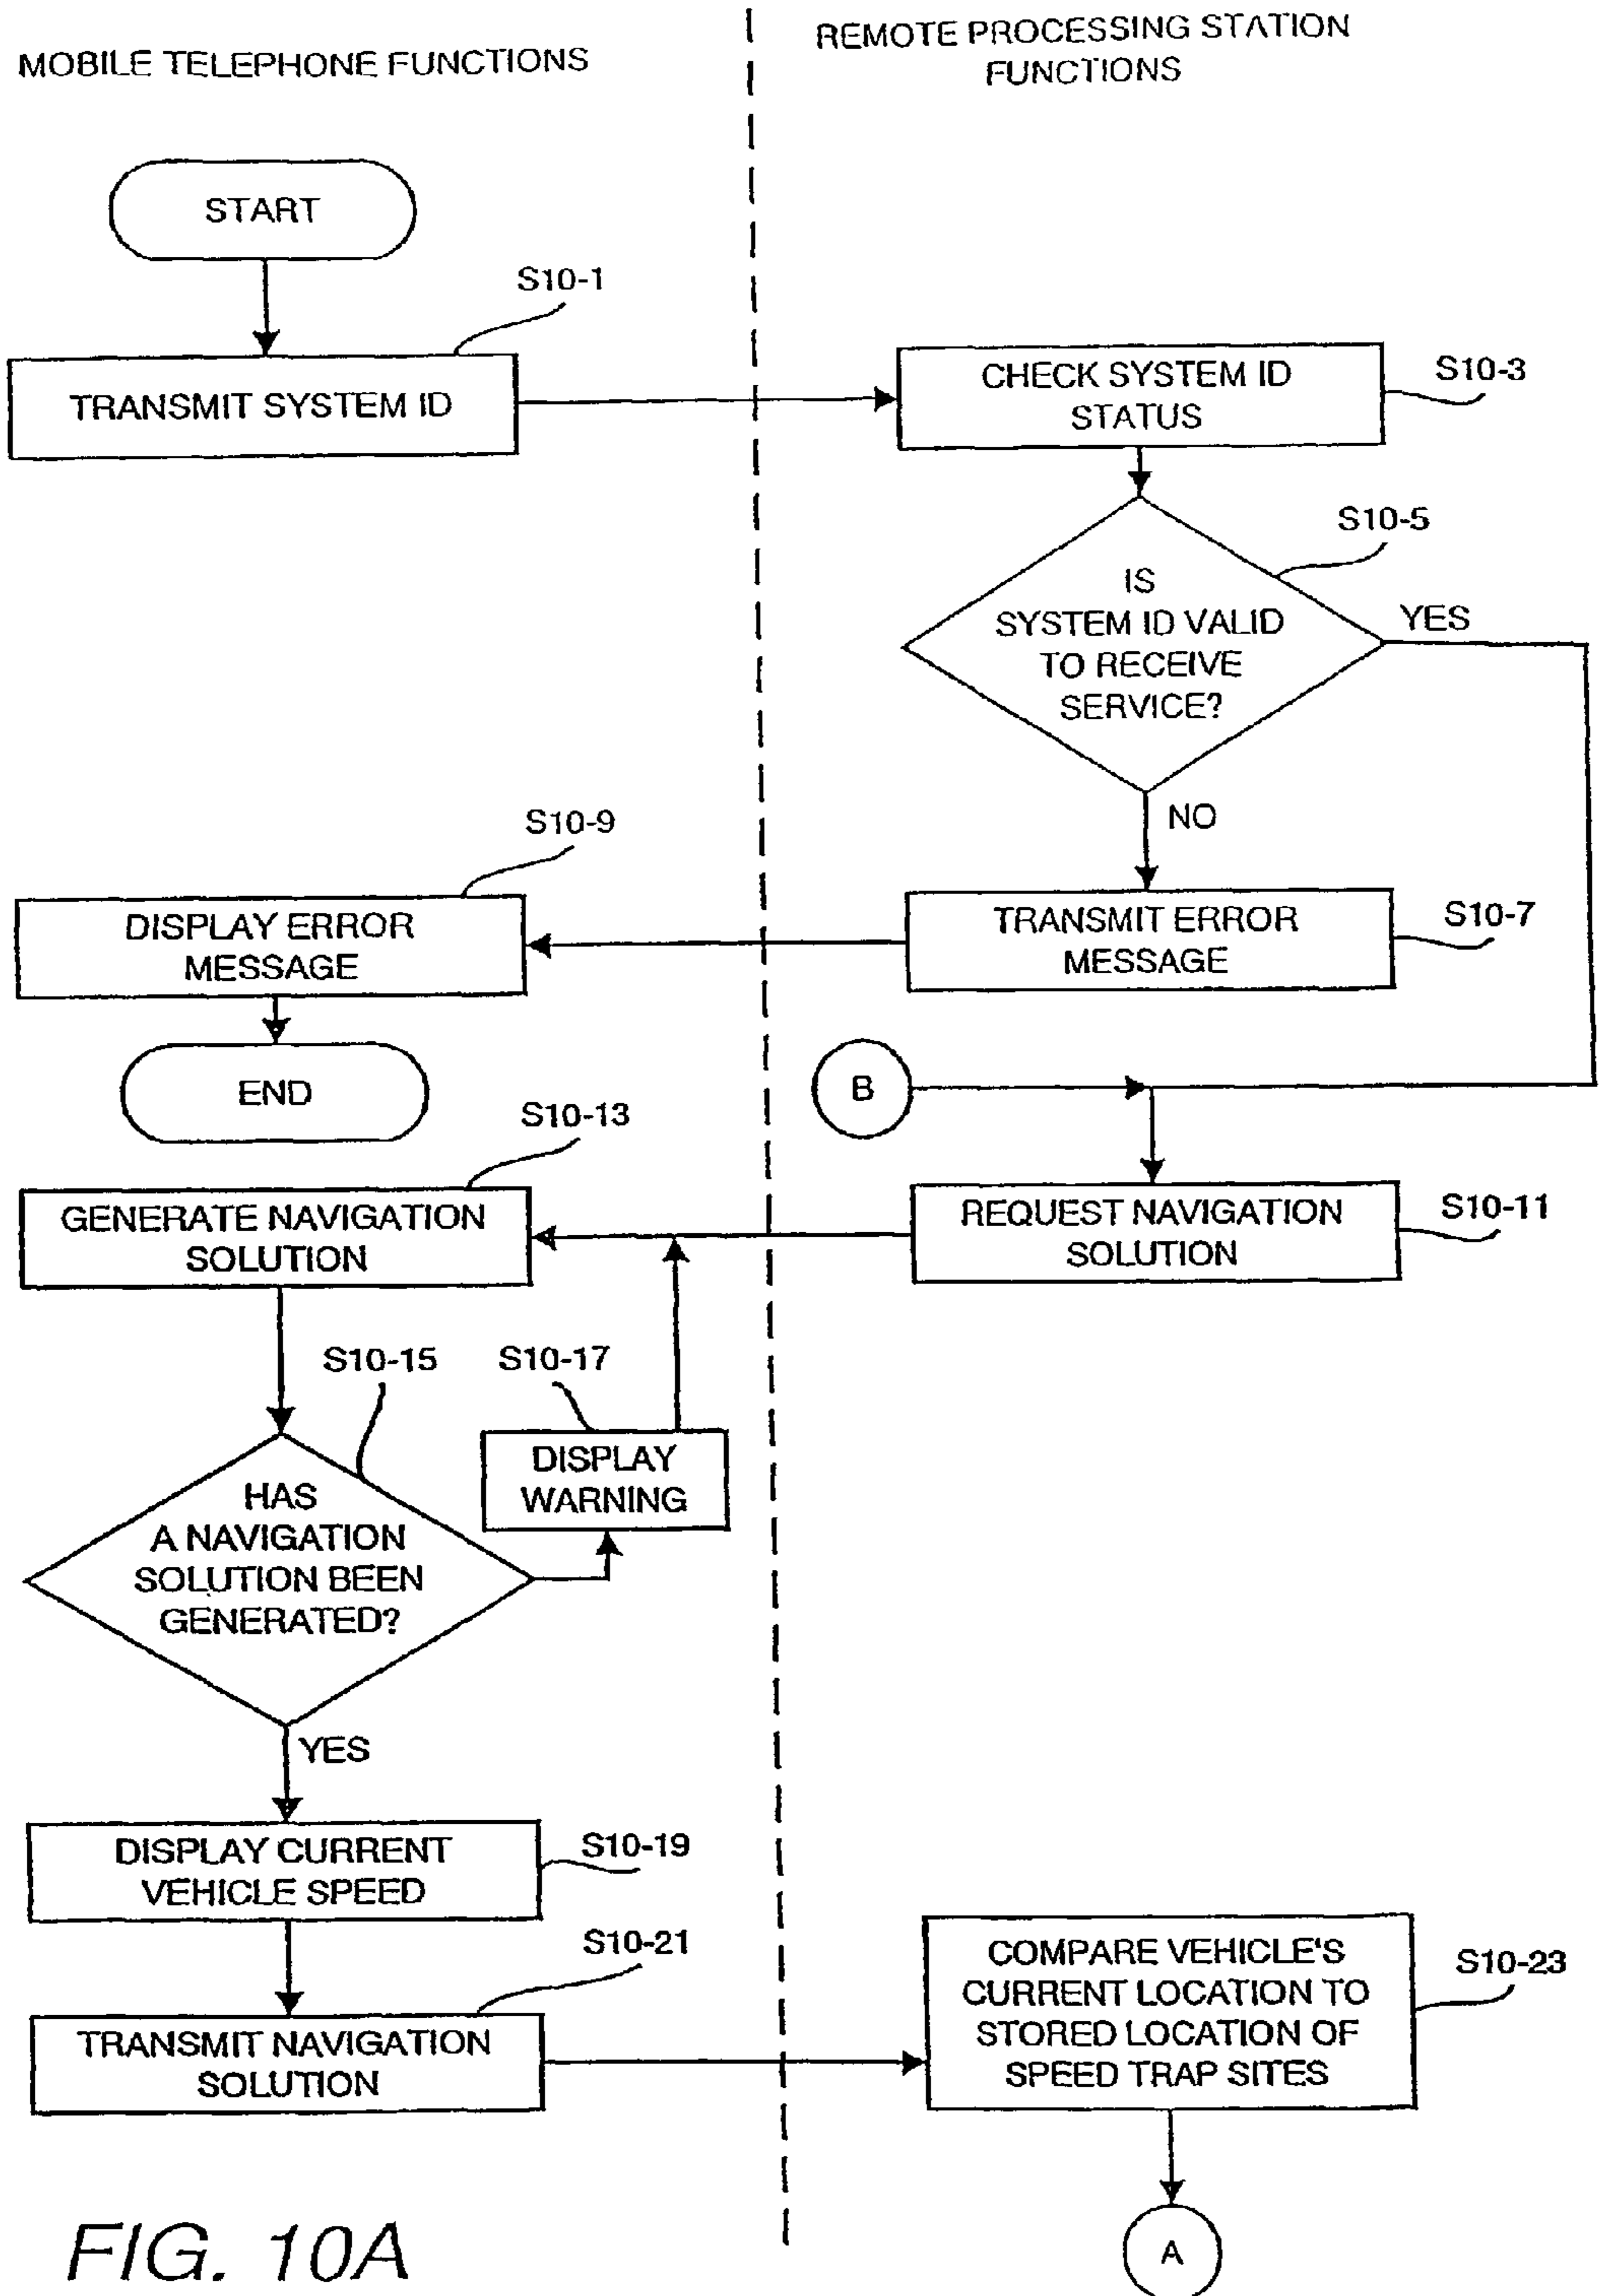 MOBILE TELEPHONE FUNCTIONS
REMOTE PROCESSING STATION
FUNCTIONS
START
S10-1
TRANSMIT SYSTEM ID
CHECK SYSTEM ID
STATUS
S10-3
S10-5
IS
SYSTEM ID VALID
TO RECEIVE
SERVICE?
YES
NO
S10-9
DISPLAY ERROR
MESSAGE
TRANSMIT ERROR
MESSAGE
S10-7
END
B
S10-13
GENERATE NAVIGATION
SOLUTION
REQUEST NAVIGATION
SOLUTION
S10-11
S10-15
S10-17
DISPLAY
WARNING
HAS
A NAVIGATION
SOLUTION BEEN
GENERATED?
YES
DISPLAY CURRENT
VEHICLE SPEED
S10-19
S10-21
TRANSMIT NAVIGATION
SOLUTION
COMPARE VEHICLE'S
CURRENT LOCATION TO
STORED LOCATION OF
SPEED TRAP SITES
S10-23
A
FIG. 10A